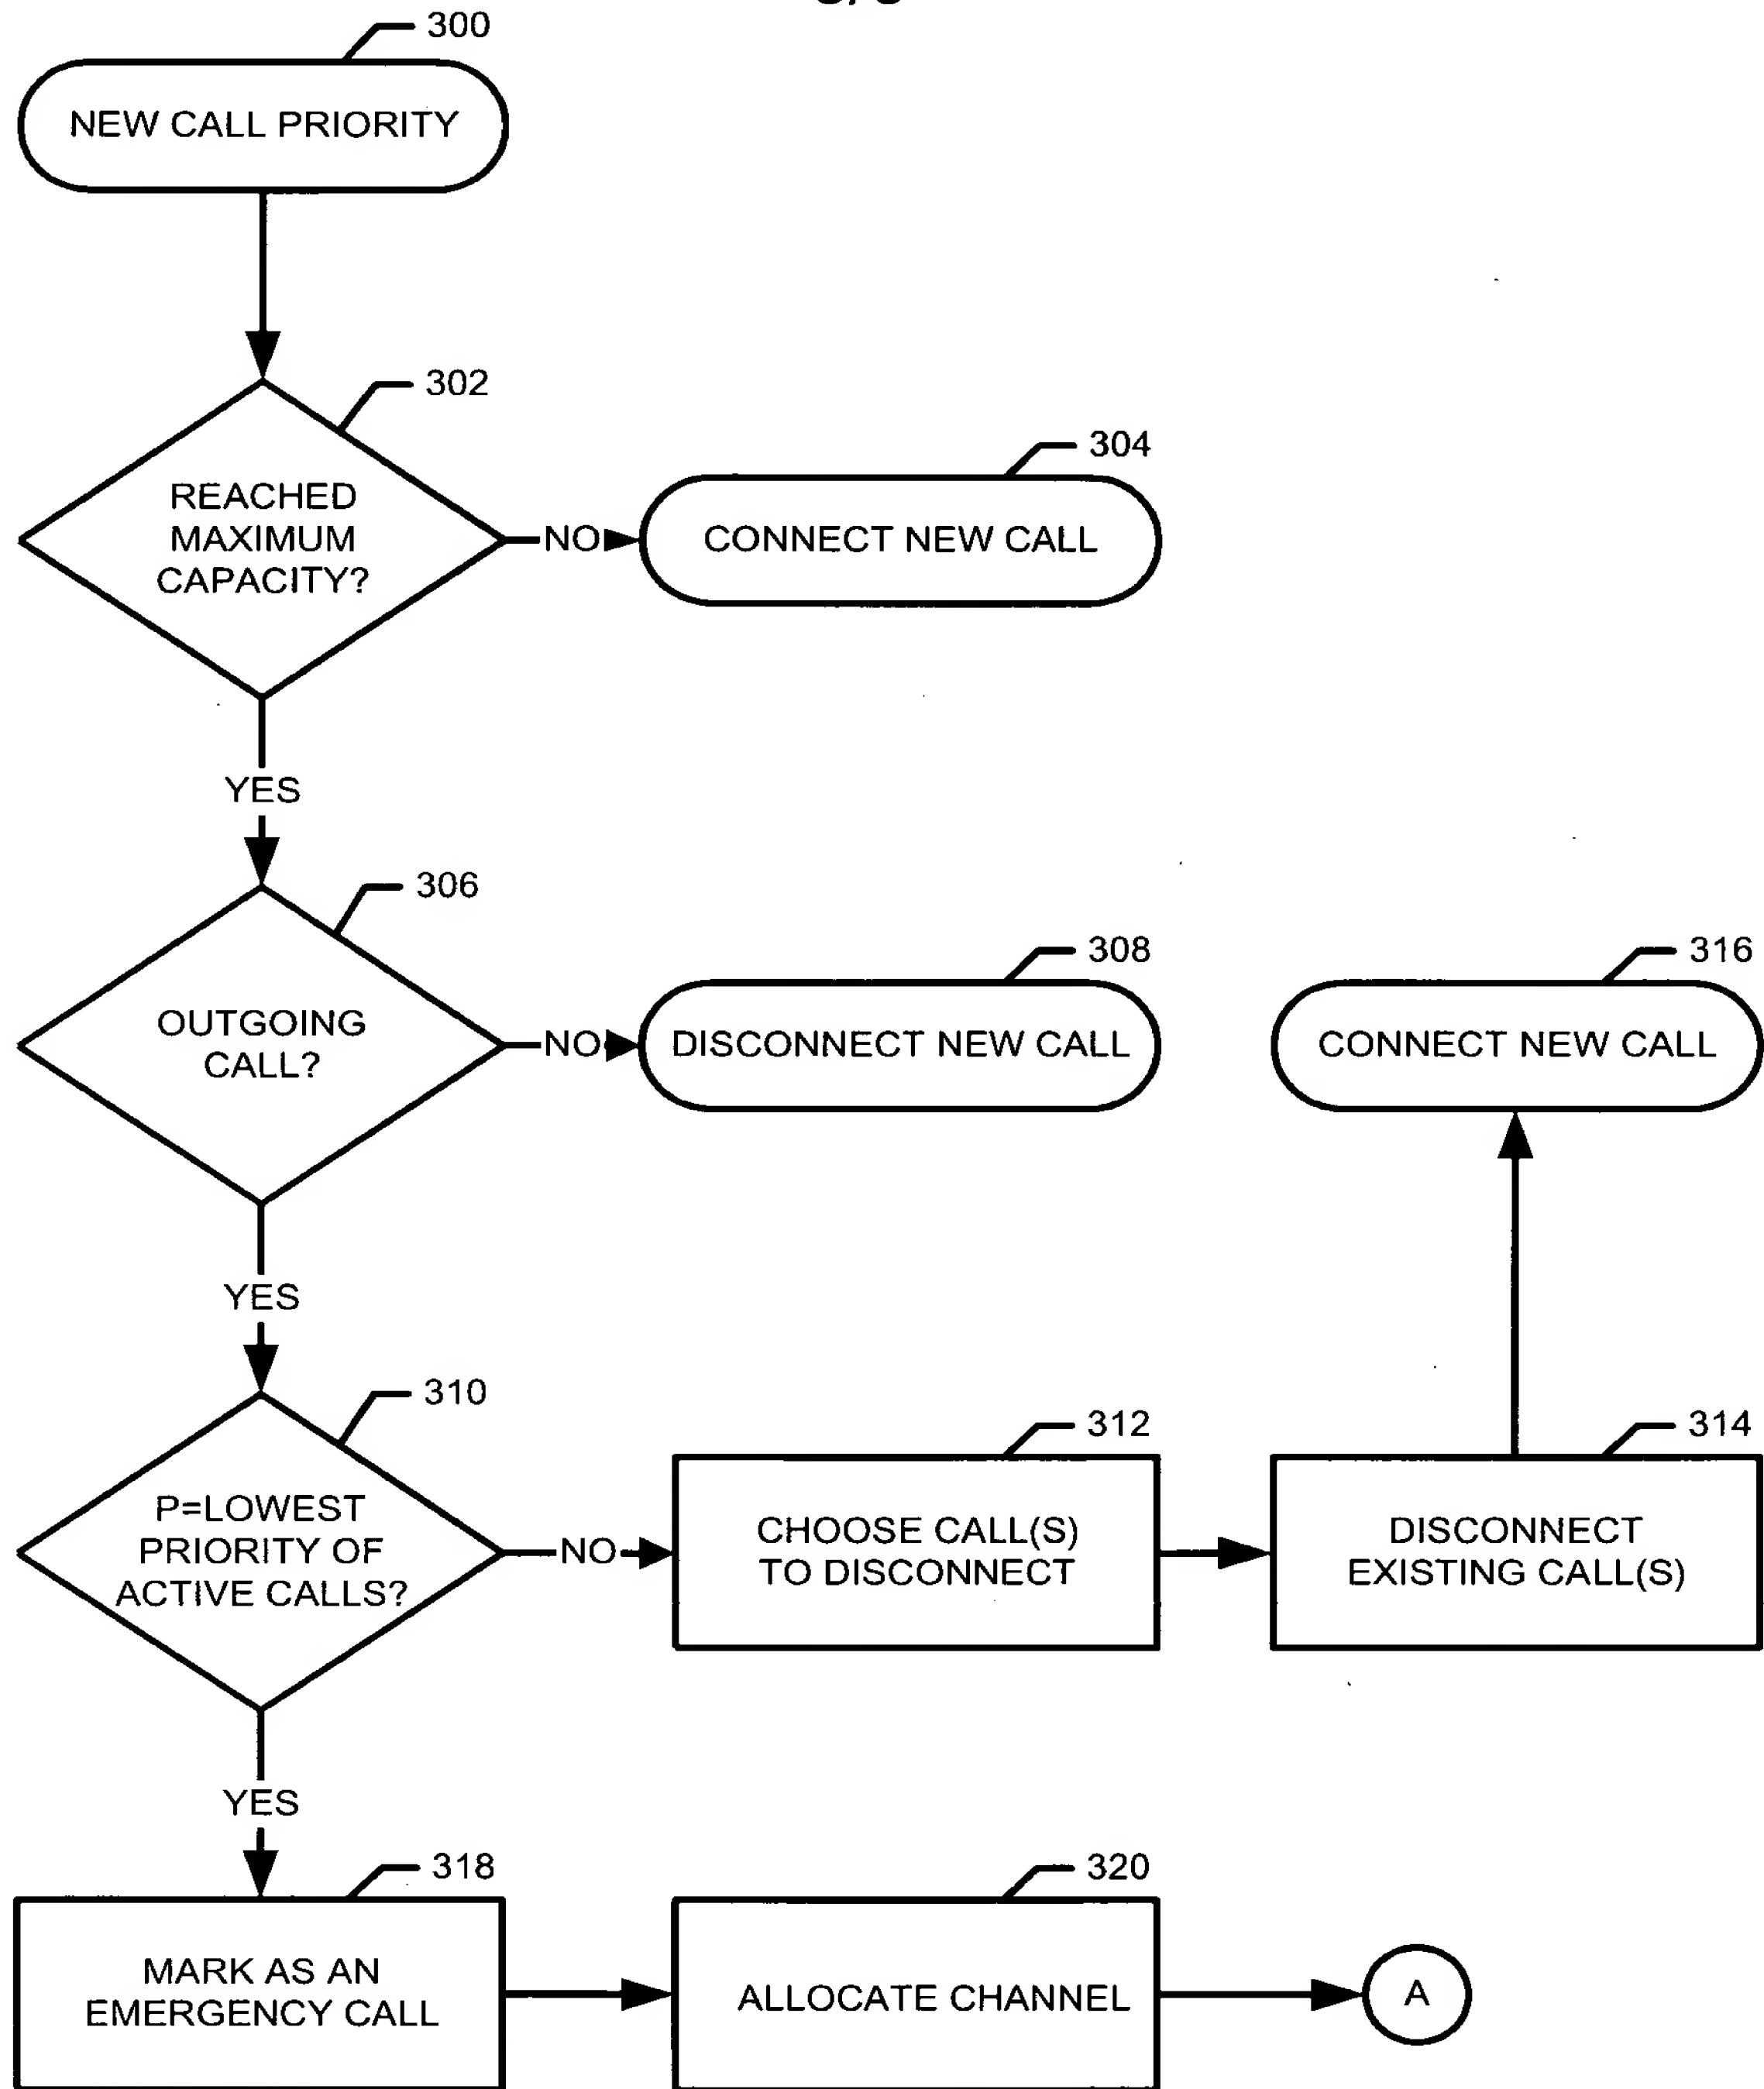 300
NEW CALL PRIORITY
302
REACHED
MAXIMUM
CAPACITY?
NO
304
CONNECT NEW CALL
YES
306
OUTGOING
CALL?
NO
308
DISCONNECT NEW CALL
316
CONNECT NEW CALL
YES
310
P=LOWEST
PRIORITY OF
ACTIVE CALLS?
NO
312
CHOOSE CALL(S)
TO DISCONNECT
314
DISCONNECT
EXISTING CALL(S)
YES
318
MARK AS AN
EMERGENCY CALL
320
ALLOCATE CHANNEL
A